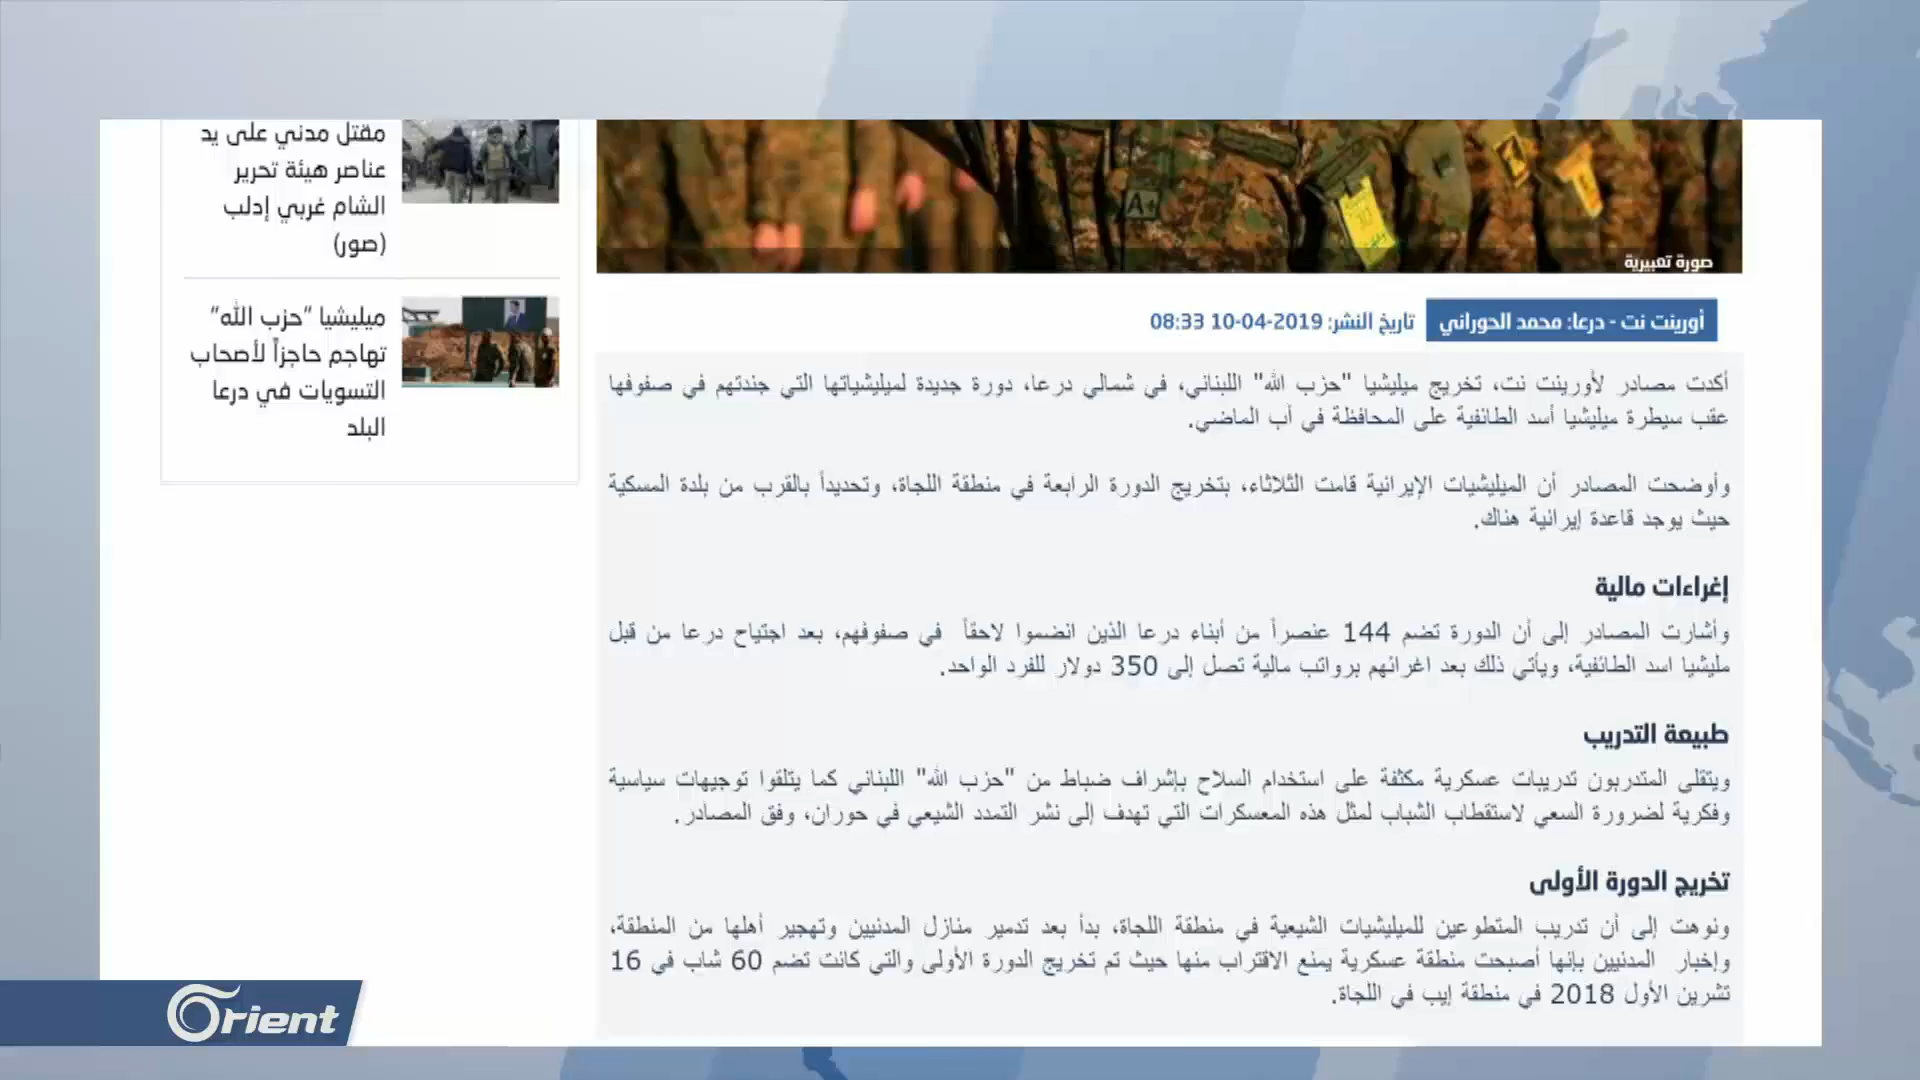 صورة تعبيرية
أورينت نت - درعا: محمد الحوراني
تاريخ النشر: 2019-04-10 08:33
أكدت مصادر لأورينت نت، تخريج ميليشيا "حزب الله" اللبناني، في شمالي درعا، دورة جديدة لميليشياتها التي جندتهم في صفوفها
عقب سيطرة ميليشيا أسد الطائفية على المحافظة في آب الماضي.
وأوضحت المصادر أن الميليشيات الإيرانية قامت الثلاثاء، بتخريج الدورة الرابعة في منطقة اللجاة، وتحديداً بالقرب من بلدة المسكية
حيث يوجد قاعدة إيرانية هناك.
إغراءات مالية
وأشارت المصادر إلى أن الدورة تضم 144 عنصراً من أبناء درعا الذين انضموا لاحقاً في صفوفهم، بعد اجتياح درعا من قبل
مليشيا اسد الطائفية، ويأتي ذلك بعد اغرائهم برواتب مالية تصل إلى 350 دولار للفرد الواحد.
طبيعة التدريب
ويتقلى المتدربون تدريبات عسكرية مكثفة على استخدام السلاح بإشراف ضباط من "حزب الله" اللبناني كما يتلقوا توجيهات سياسية
وفكرية لضرورة السعي لاستقطاب الشباب لمثل هذه المعسكرات التي تهدف إلى نشر التمدد الشيعي في حوران، وفق المصادر.
تخريج الدورة الأولى
ونوهت إلى أن تدريب المتطوعين للميليشيات الشيعية في منطقة اللجاة، بدأ بعد تدمير منازل المدنيين وتهجير أهلها من المنطقة،
وإخبار المدنيين بإنها أصبحت منطقة عسكرية يمنع الاقتراب منها حيث تم تخريج الدورة الأولى والتي كانت تضم 60 شاب في 16
تشرين الأول 2018 في منطقة إيب في اللجاة.
مقتل مدني على يد
عناصر هيئة تحرير
الشام غربي إدلب
(صور)
ميليشيا "حزب الله"
تهاجم حاجزاً لأصحاب
التسويات في درعا
البلد
A+
Orient